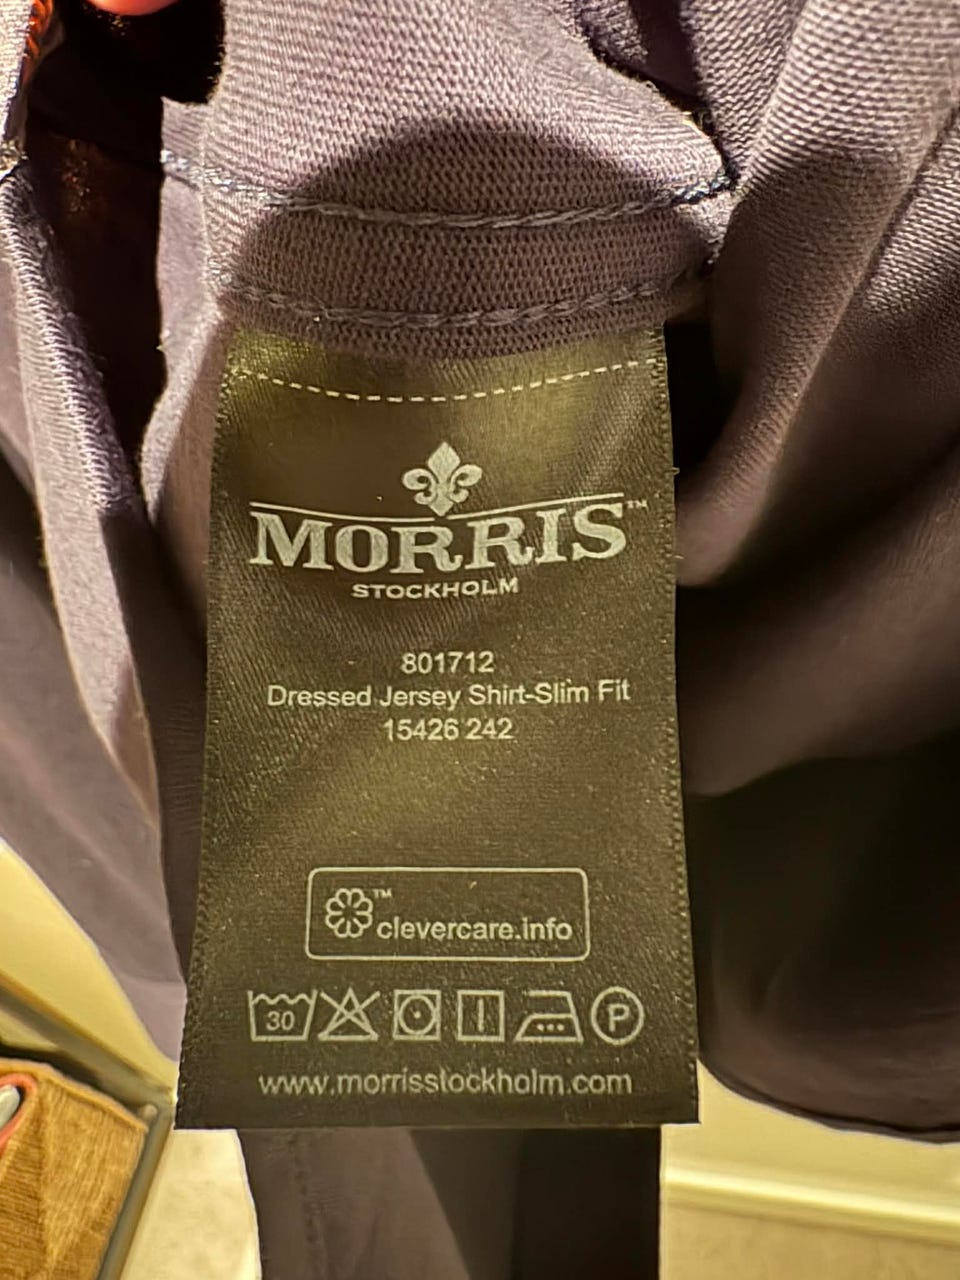 MORRIS™
STOCKHOLM
801712
Dressed Jersey Shirt-Slim Fit
15426 242
™
clevercare.info
30
P
www.morrisstockholm.com